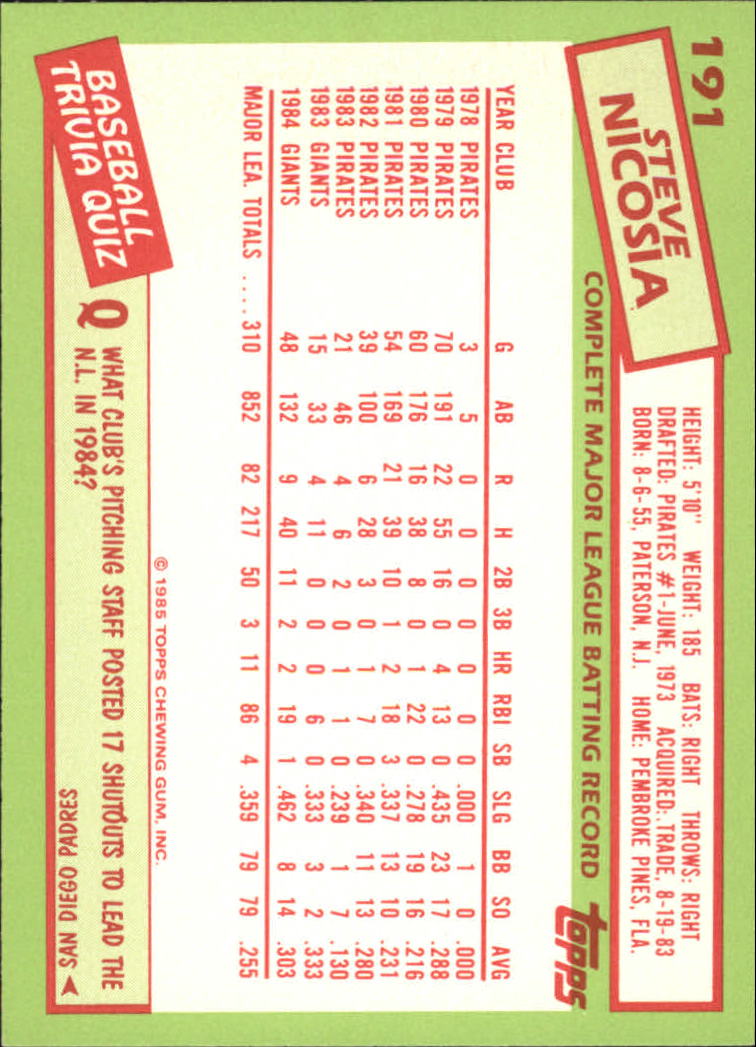 191
STEVE
NICOSIA
HEIGHT: 5'10" WEIGHT: 185 BATS: RIGHT THROWS: RIGHT
DRAFTED: PIRATES #1-JUNE, 1973 ACQUIRED: TRADE, 8-19-83
BORN: 8-6-55, PATERSON, N.J. HOME: PEMBROKE PINES, FLA.
COMPLETE MAJOR LEAGUE BATTING RECORD
topps
YEAR CLUB G AB R H 2B 3B HR RBI SB SLG BB SO AVG
1978 PIRATES 3 5 0 0 0 0 0 0 0 .000 1 0 .000
1979 PIRATES 70 191 22 55 16 0 4 13 0 .435 23 17 .288
1980 PIRATES 60 176 16 38 8 0 1 22 0 .278 19 16 .216
1981 PIRATES 54 169 21 39 10 1 2 18 3 .337 13 10 .231
1982 PIRATES 39 100 6 28 3 0 1 7 0 .340 11 13 .280
1983 PIRATES 21 46 4 6 2 0 1 1 0 .239 1 7 .130
1983 GIANTS 15 33 4 11 0 0 0 6 0 .333 3 2 .333
1984 GIANTS 48 132 9 40 11 2 2 19 1 .462 8 14 .303
MAJOR LEA. TOTALS .... 310 852 82 217 50 3 11 86 4 .359 79 79 .255
© 1985 TOPPS CHEWING GUM, INC.
BASEBALL
TRIVIA QUIZ
Q WHAT CLUB'S PITCHING STAFF POSTED 17 SHUTOUTS TO LEAD THE
N.L. IN 1984?
SAN DIEGO PADRES